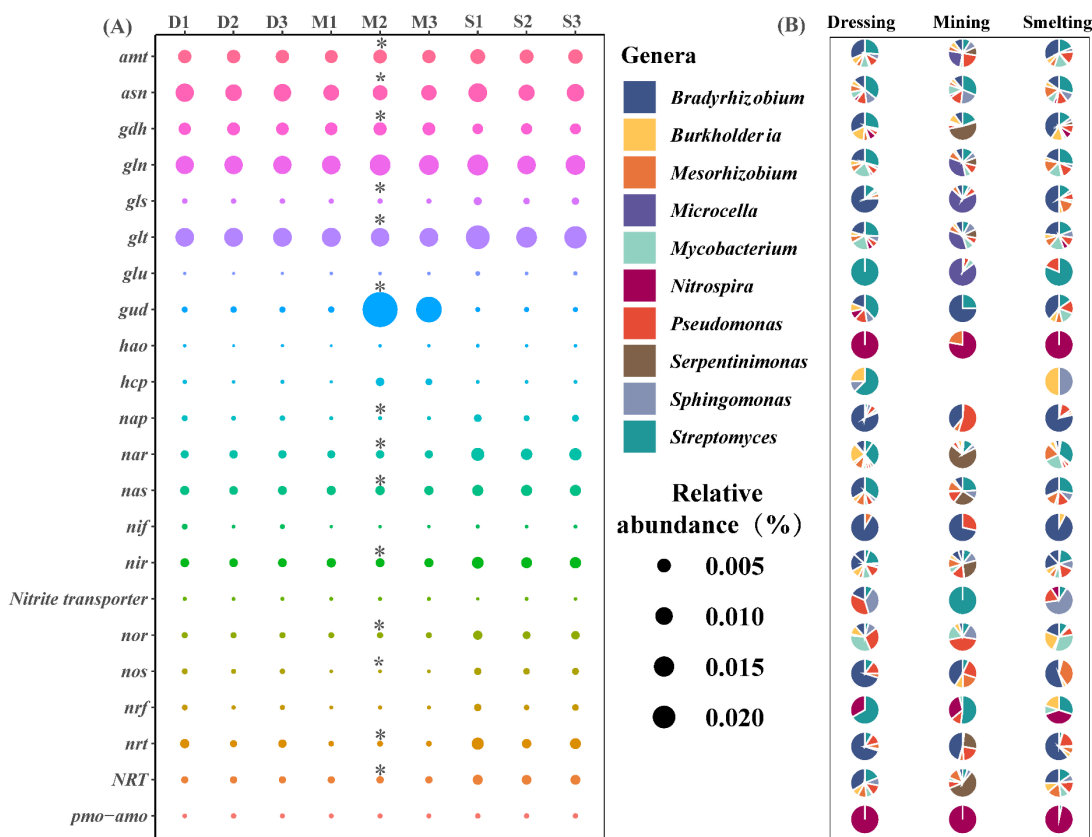 (A)
D1 D2 D3 M1 M2 M3 S1 S2 S3
amt
*
asn
*
gdh
*
gln
gls
*
glt
*
glu
gud
*
hao
hcp
nap
*
nar
*
nas
*
nif
nir
*
Nitrite transporter
nor
*
nos
*
nrf
nrt
*
NRT
*
pmo−amo
Genera
Bradyrhizobium
Burkholderia
Mesorhizobium
Microcella
Mycobacterium
Nitrospira
Pseudomonas
Serpentinimonas
Sphingomonas
Streptomyces
Relative
abundance（%）
0.005
0.010
0.015
0.020
(B)
Dressing Mining Smelting